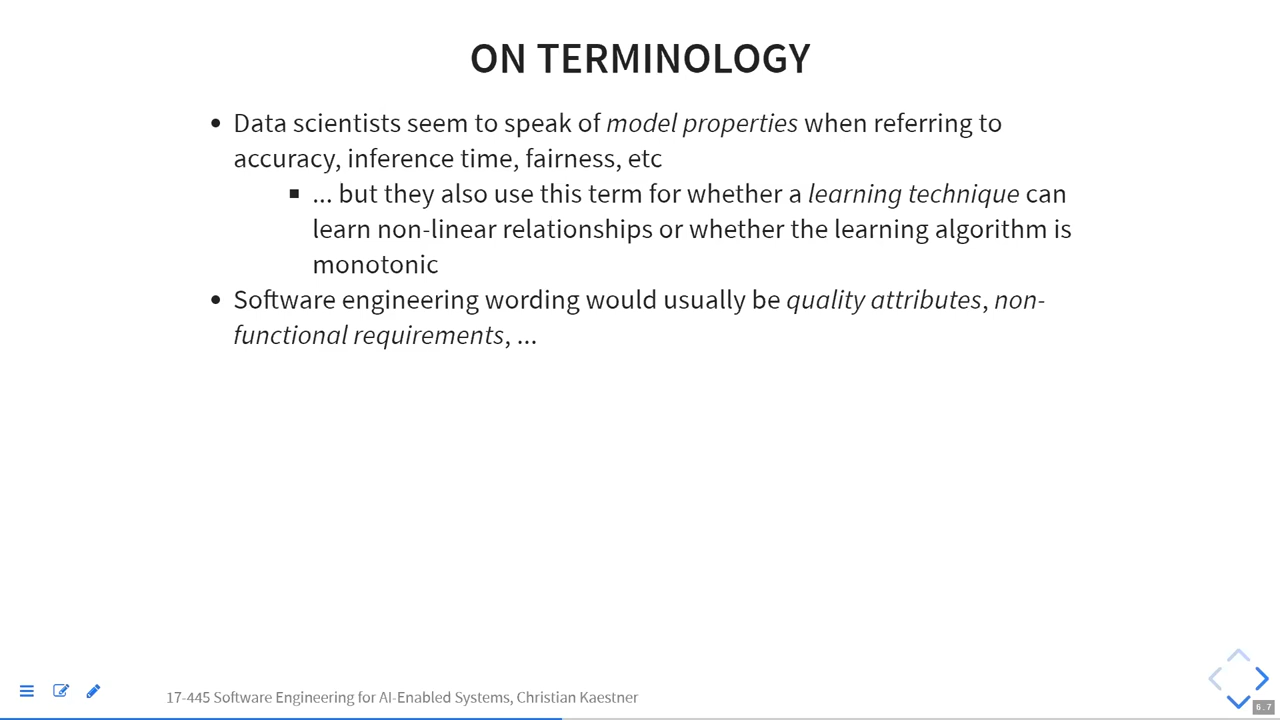 ON TERMINOLOGY
• Data scientists seem to speak of model properties when referring to
accuracy, inference time, fairness, etc
▪ ... but they also use this term for whether a learning technique can
learn non-linear relationships or whether the learning algorithm is
monotonic
• Software engineering wording would usually be quality attributes, non-
functional requirements, ...
17-445 Software Engineering for AI-Enabled Systems, Christian Kaestner
6.7